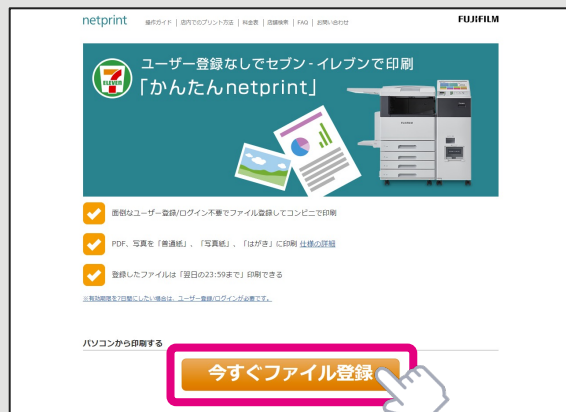 netprint 操作ガイド | 店内でのプリント方法 | 料金表 | 店舗検索 | FAQ | お問い合わせ FUJIFILM
ユーザー登録なしでセブン‐イレブンで印刷
「かんたんnetprint」
7
ELEVEn
FUJIFILM
面倒なユーザー登録/ログイン不要でファイル登録してコンビニで印刷
PDF、写真を「普通紙」、「写真紙」、「はがき」に印刷 仕様の詳細
登録したファイルは「翌日の23:59まで」印刷できる
※有効期限を7日間にしたい場合は、ユーザー登録/ログインが必要です。
パソコンから印刷する
今すぐファイル登録